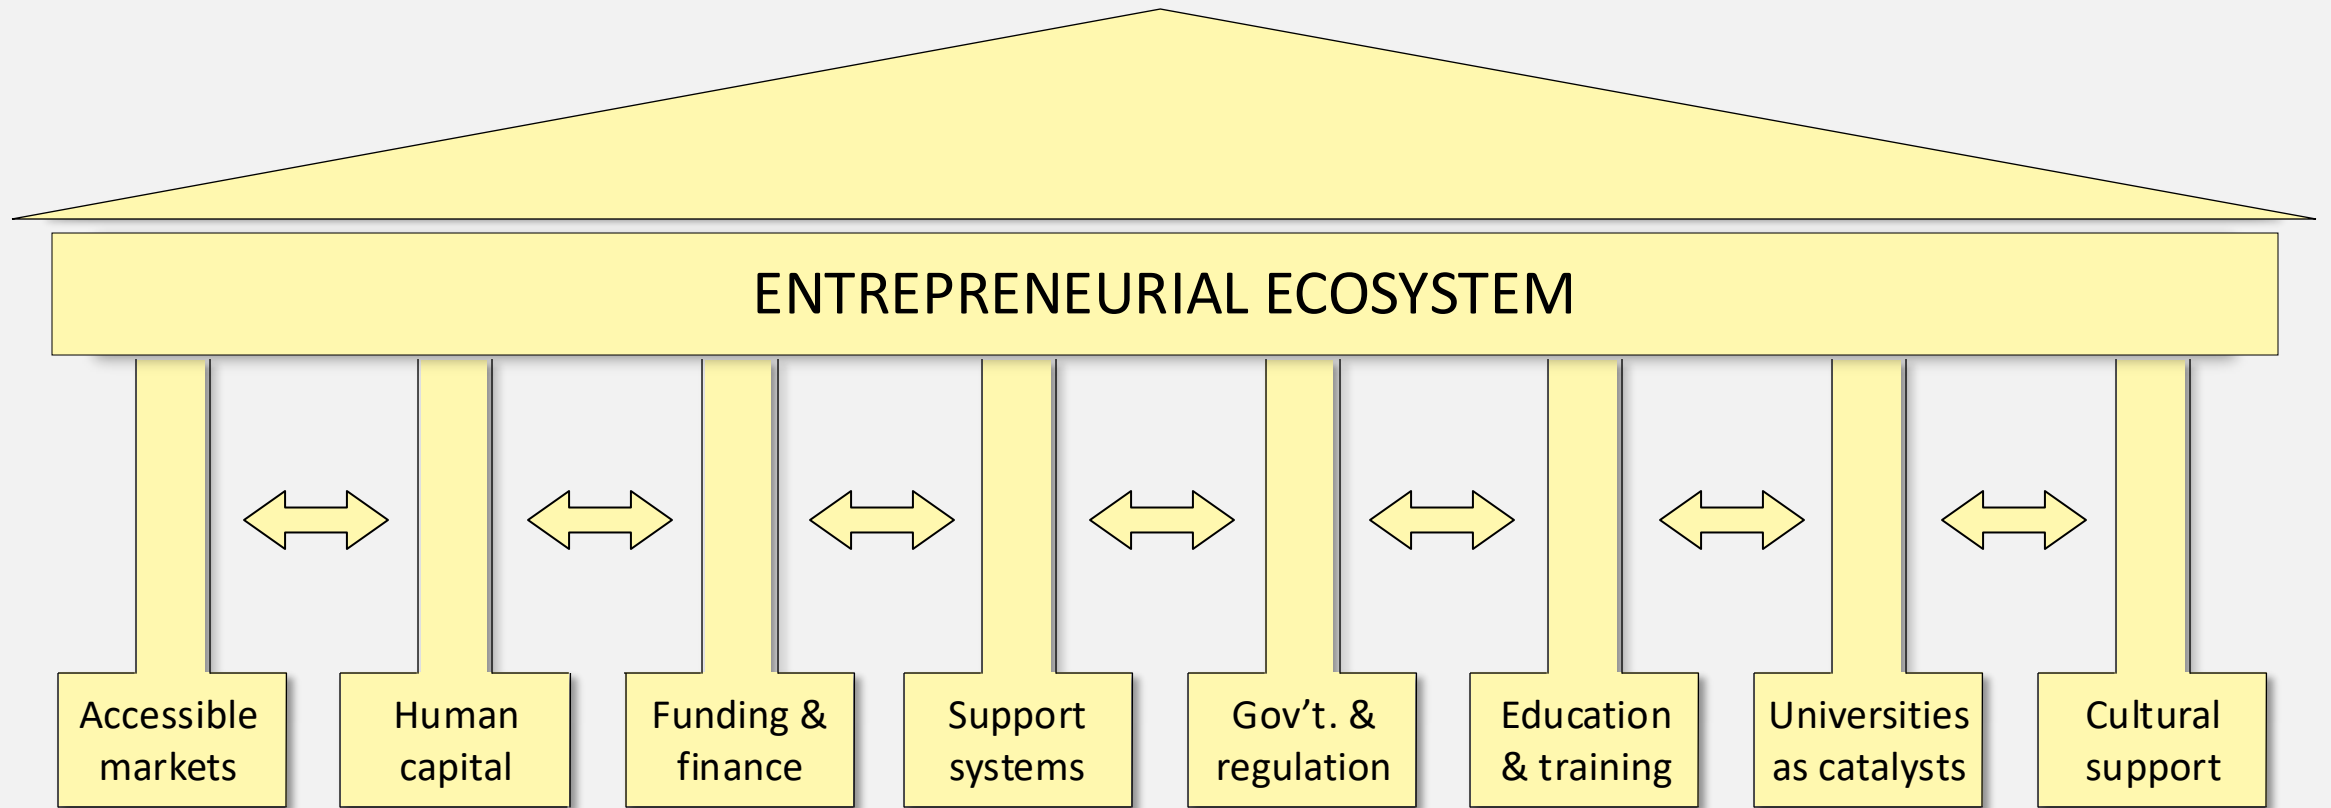 ENTREPRENEURIAL ECOSYSTEM
Accessible
markets
Human
capital
Funding &
finance
Support
systems
Gov’t. &
regulation
Education
& training
Universities
as catalysts
Cultural
support